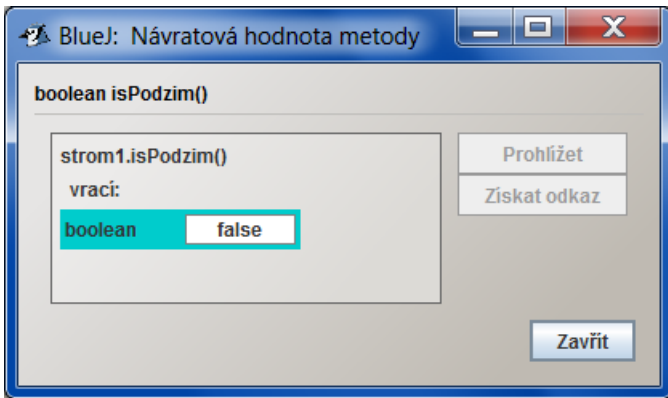 BlueJ: Návratová hodnota metody
boolean isPodzim()
strom1.isPodzim()
vrací:
boolean false
Prohlížet
Získat odkaz
Zavřít